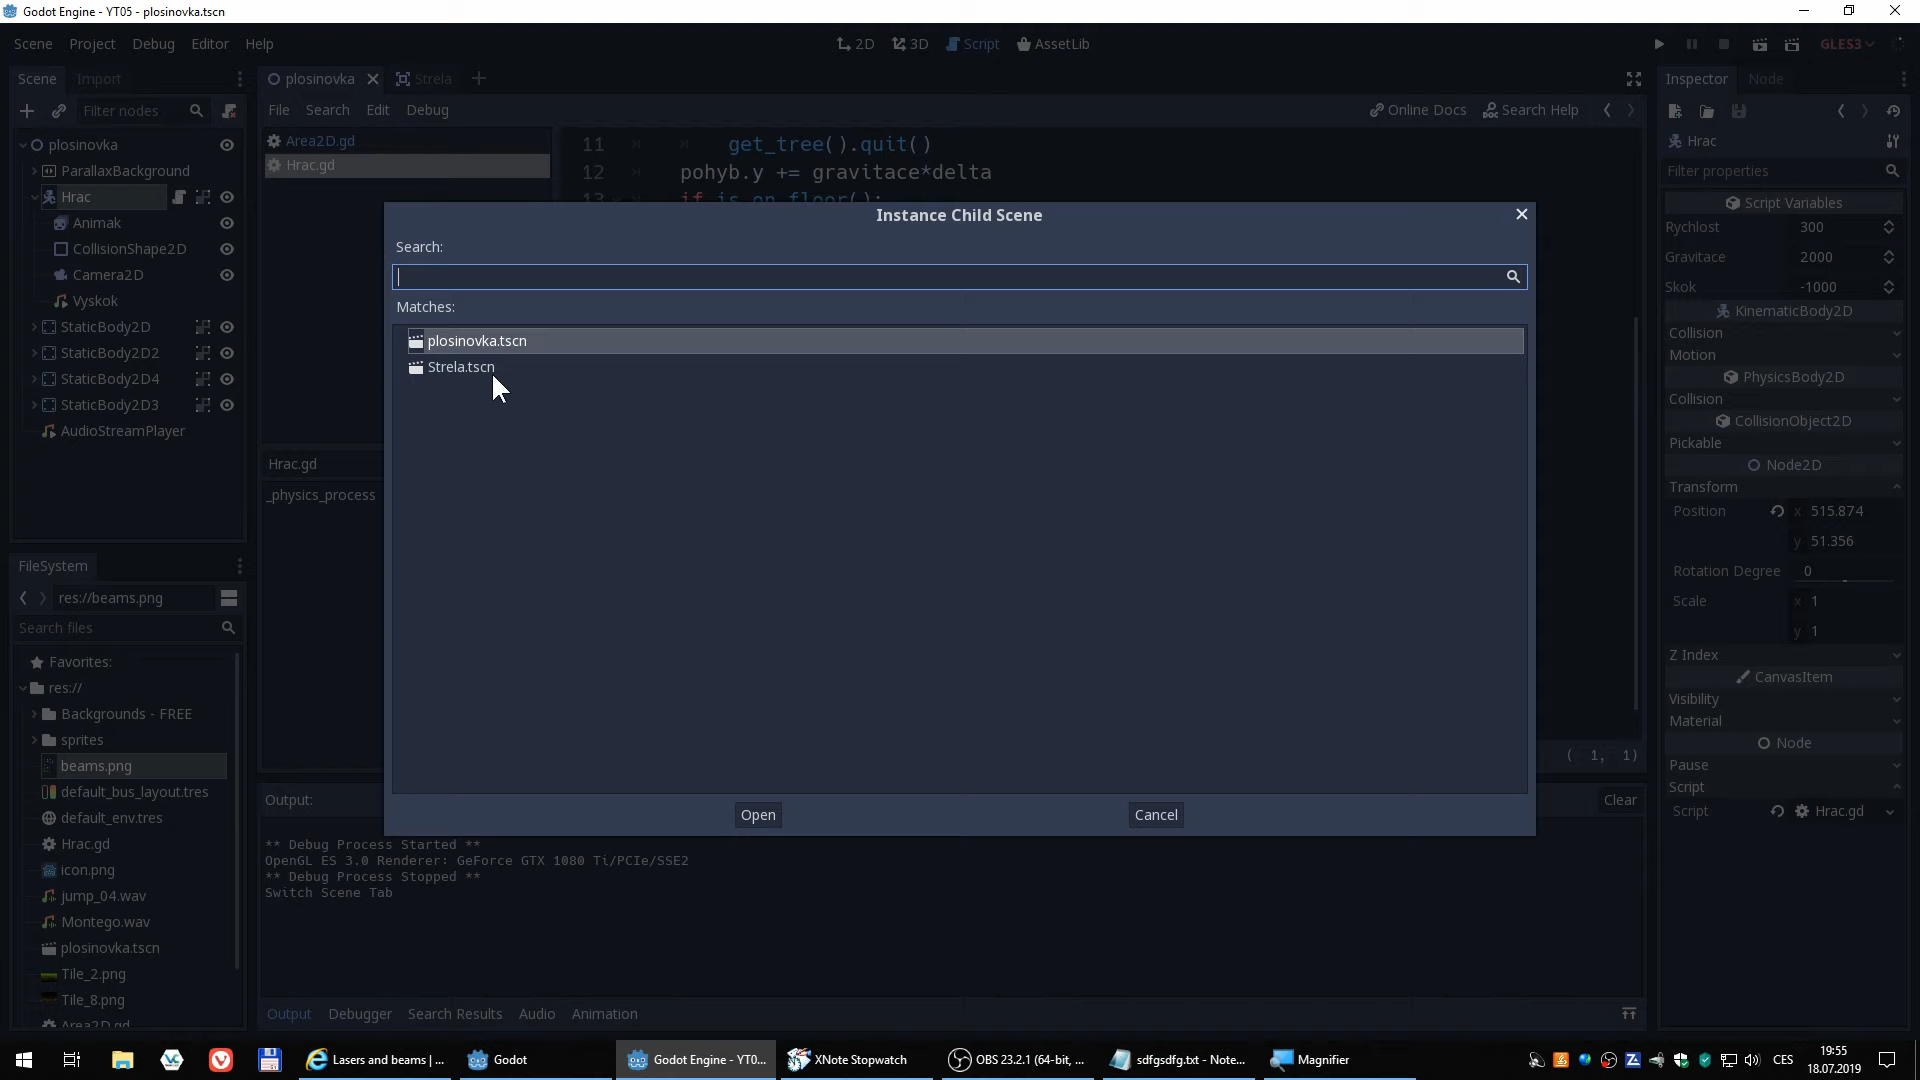 Godot Engine - YT05 - plosinovka.tscn
Scene Project Debug Editor Help
2D 3D Script AssetLib
GLES3
Scene Import
plosinovka Strela
Inspector Node
Filter nodes
File Search Edit Debug
Online Docs Search Help
plosinovka
ParallaxBackground
Hrac
Animak
CollisionShape2D
Camera2D
Vyskok
StaticBody2D
StaticBody2D2
StaticBody2D4
StaticBody2D3
AudioStreamPlayer
Area2D.gd
Hrac.gd
11 get_tree().quit()
12 pohyb.y += gravitace*delta
13 if is_on_floor():
Hrac.gd
_physics_process
( 1, 1)
Instance Child Scene
Search:
Matches:
plosinovka.tscn
Strela.tscn
Open Cancel
FileSystem
res://beams.png
Search files
Favorites:
res://
Backgrounds - FREE
sprites
beams.png
default_bus_layout.tres
default_env.tres
Hrac.gd
icon.png
jump_04.wav
Montego.wav
plosinovka.tscn
Tile_2.png
Tile_8.png
Area2D.gd
Output: Clear
** Debug Process Started **
OpenGL ES 3.0 Renderer: GeForce GTX 1080 Ti/PCIe/SSE2
** Debug Process Stopped **
Switch Scene Tab
Output Debugger Search Results Audio Animation
Hrac
Filter properties
Script Variables
Rychlost 300
Gravitace 2000
Skok -1000
KinematicBody2D
Collision
Motion
PhysicsBody2D
Collision
CollisionObject2D
Pickable
Node2D
Transform
Position x 515.874
y 51.356
Rotation Degree 0
Scale x 1
y 1
Z Index
CanvasItem
Visibility
Material
Node
Pause
Script
Script Hrac.gd
Lasers and beams | ... Godot Godot Engine - YT0... XNote Stopwatch OBS 23.2.1 (64-bit, ... sdfgsdfg.txt - Note... Magnifier
CES
19:55
18.07.2019